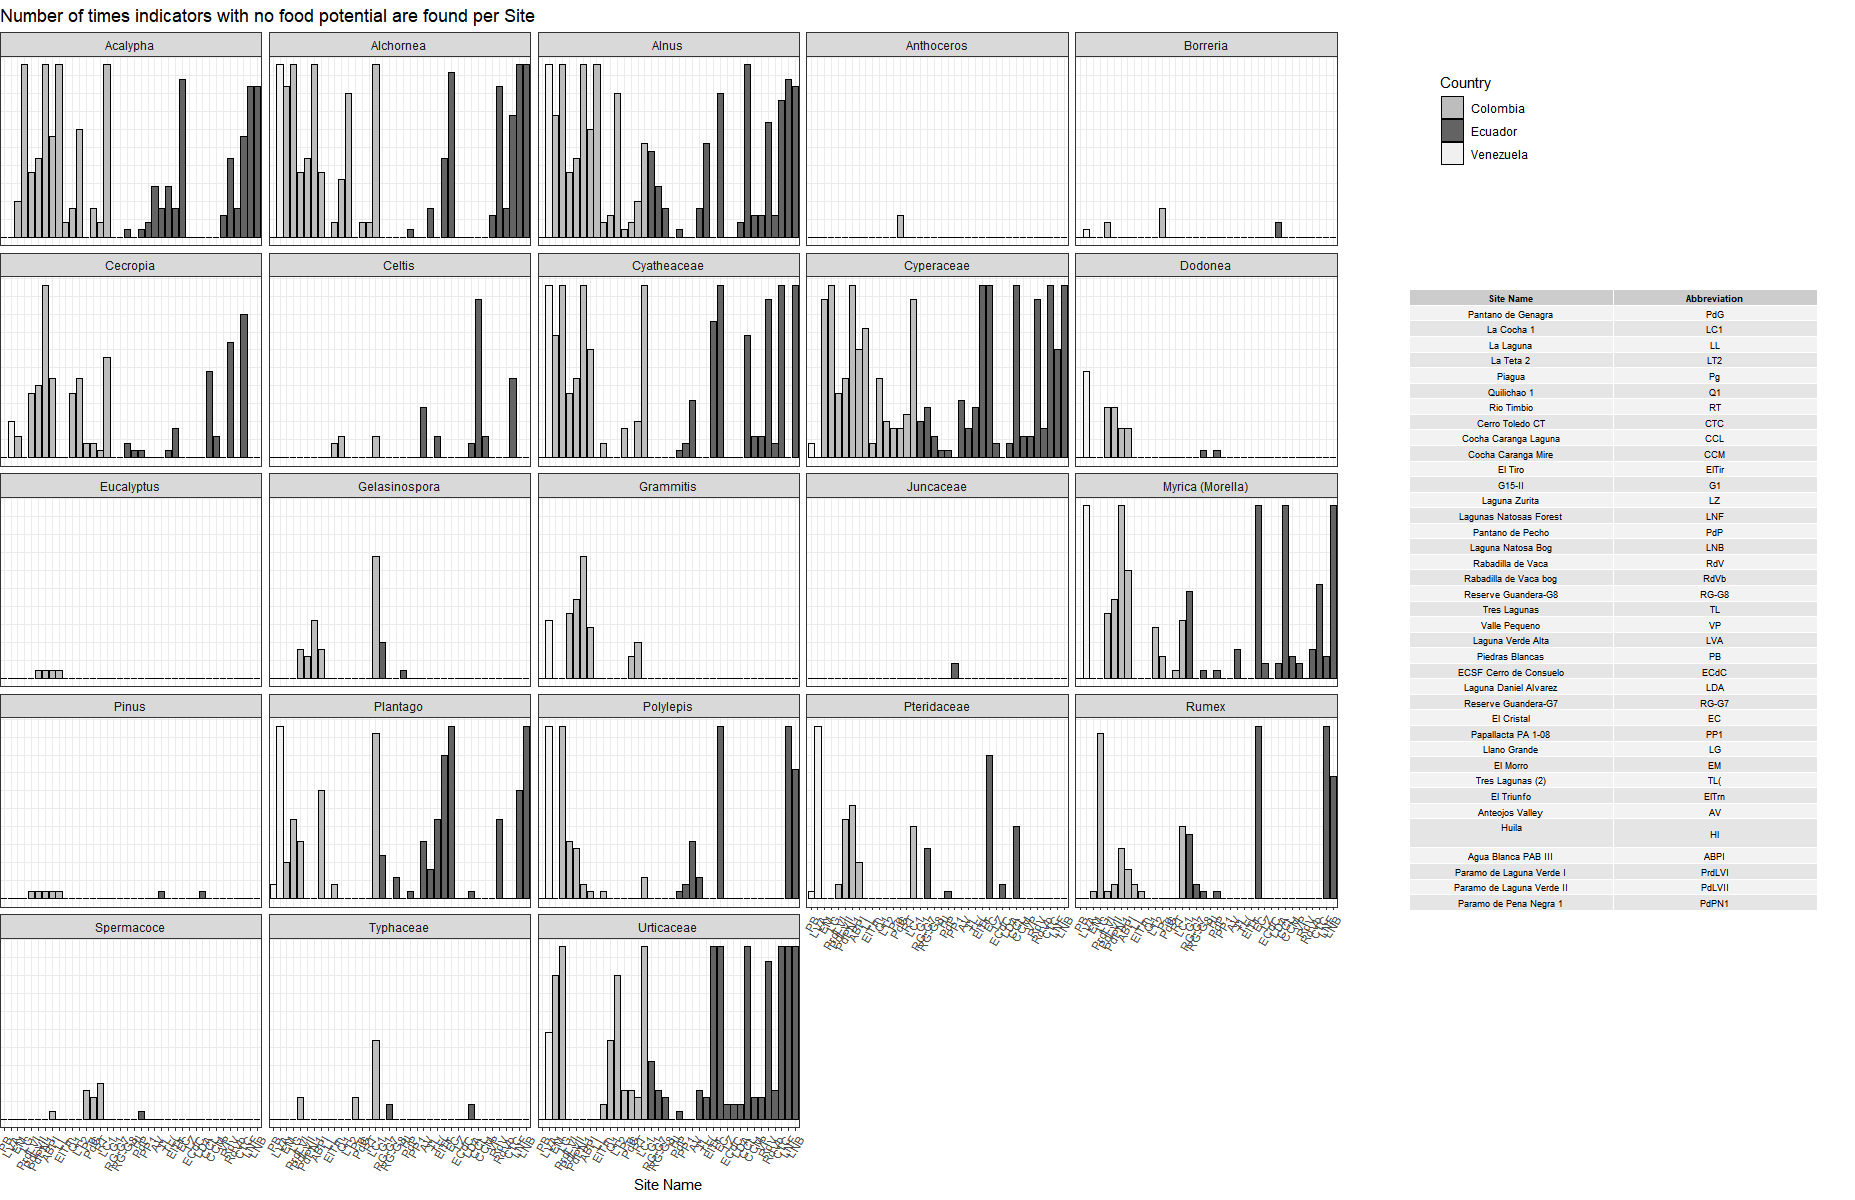 Number of times indicators with no food potential are found per Site
Acalypha Alchornea Alnus Anthoceros Borreria
Country
Colombia
Ecuador
Venezuela
Cecropia Celtis Cyatheaceae Cyperaceae Dodonea
Site Name Abbreviation
Pantano de Genagra PdG
La Cocha 1 LC1
La Laguna LL
La Teta 2 LT2
Piagua Pg
Quilichao 1 Q1
Rio Timbio RT
Cerro Toledo CT CTC
Cocha Caranga Laguna CCL
Cocha Caranga Mire CCM
El Tiro ElTir
G15-II G1
Laguna Zurita LZ
Lagunas Natosas Forest LNF
Pantano de Pecho PdP
Laguna Natosa Bog LNB
Rabadilla de Vaca RdV
Rabadilla de Vaca bog RdVb
Reserve Guandera-G8 RG-G8
Tres Lagunas TL
Valle Pequeno VP
Laguna Verde Alta LVA
Piedras Blancas PB
ECSF Cerro de Consuelo ECdC
Laguna Daniel Alvarez LDA
Reserve Guandera-G7 RG-G7
El Cristal EC
Papallacta PA 1-08 PP1
Llano Grande LG
El Morro EM
Tres Lagunas (2) TL(
El Triunfo ElTrn
Anteojos Valley AV
Huila HI
Agua Blanca PAB III ABPI
Paramo de Laguna Verde I PrdLVI
Paramo de Laguna Verde II PdLVII
Paramo de Pena Negra 1 PdPN1
Eucalyptus Gelasinospora Grammitis Juncaceae Myrica (Morella)
Pinus Plantago Polylepis Pteridaceae Rumex
Spermacoce Typhaceae Urticaceae
Site Name